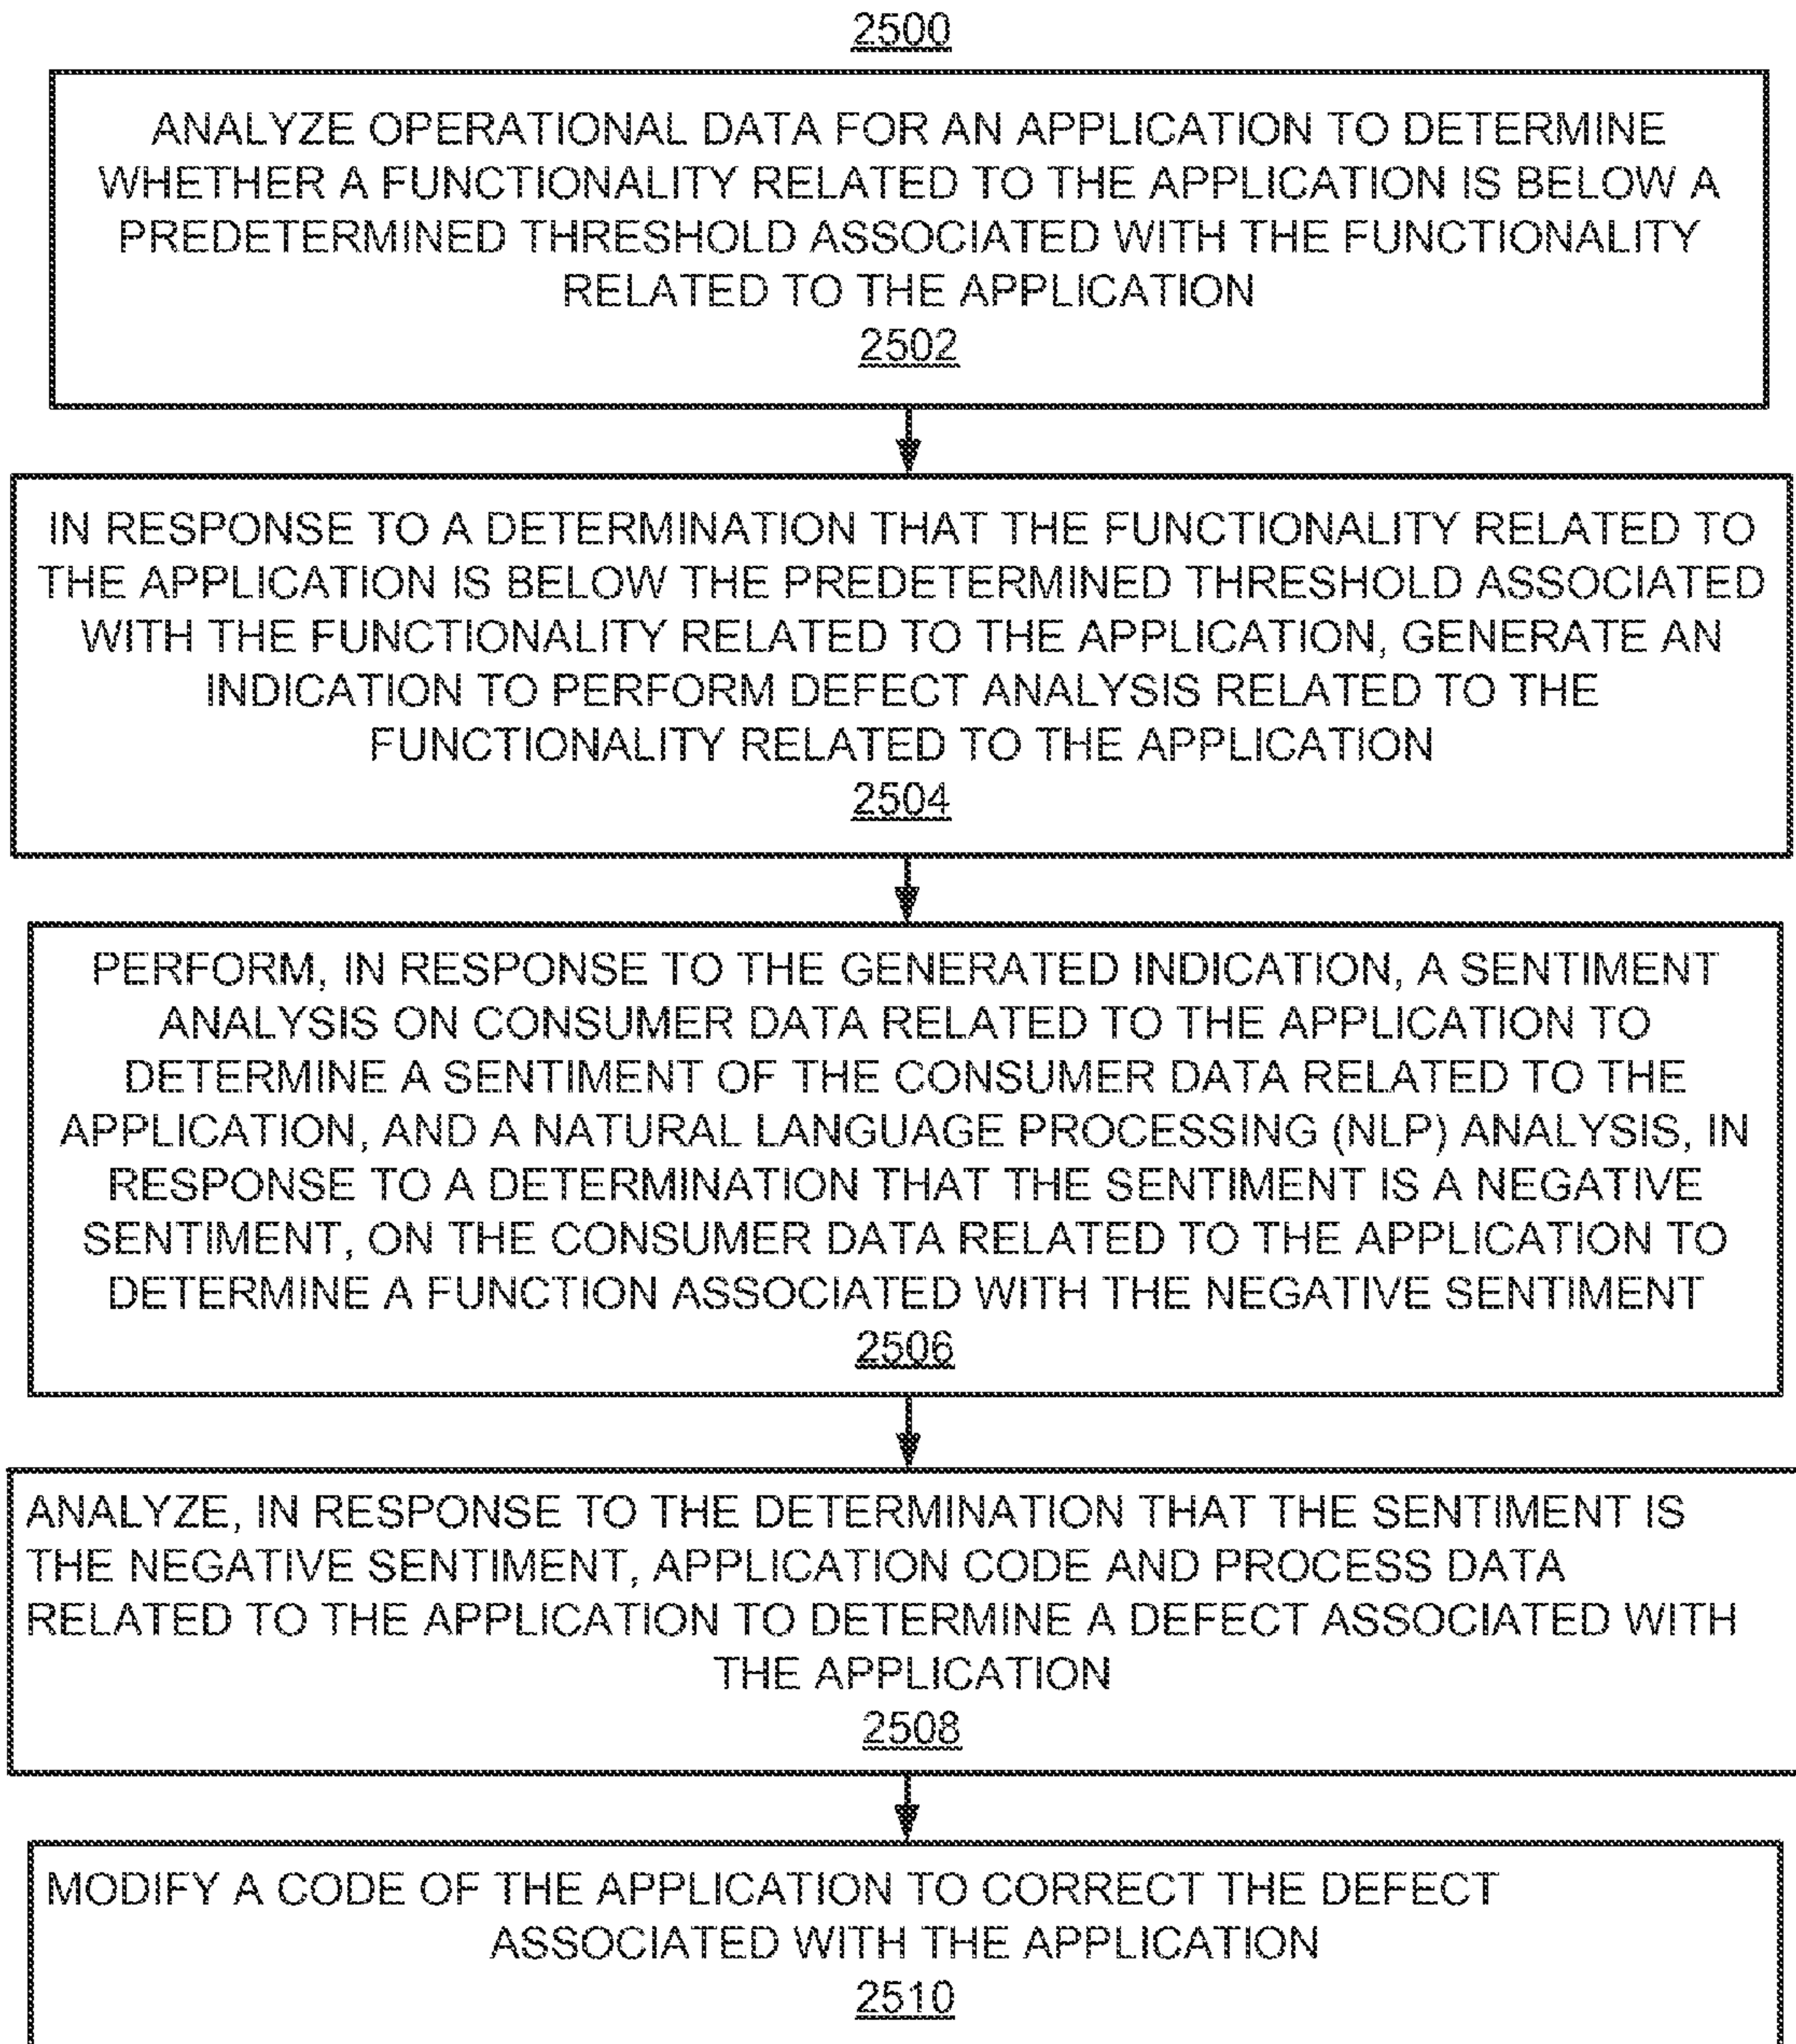 2500
ANALYZE OPERATIONAL DATA FOR AN APPLICATION TO DETERMINE
WHETHER A FUNCTIONALITY RELATED TO THE APPLICATION IS BELOW A
PREDETERMINED THRESHOLD ASSOCIATED WITH THE FUNCTIONALITY
RELATED TO THE APPLICATION
2502
IN RESPONSE TO A DETERMINATION THAT THE FUNCTIONALITY RELATED TO
THE APPLICATION IS BELOW THE PREDETERMINED THRESHOLD ASSOCIATED
WITH THE FUNCTIONALITY RELATED TO THE APPLICATION, GENERATE AN
INDICATION TO PERFORM DEFECT ANALYSIS RELATED TO THE
FUNCTIONALITY RELATED TO THE APPLICATION
2504
PERFORM, IN RESPONSE TO THE GENERATED INDICATION, A SENTIMENT
ANALYSIS ON CONSUMER DATA RELATED TO THE APPLICATION TO
DETERMINE A SENTIMENT OF THE CONSUMER DATA RELATED TO THE
APPLICATION, AND A NATURAL LANGUAGE PROCESSING (NLP) ANALYSIS, IN
RESPONSE TO A DETERMINATION THAT THE SENTIMENT IS A NEGATIVE
SENTIMENT, ON THE CONSUMER DATA RELATED TO THE APPLICATION TO
DETERMINE A FUNCTION ASSOCIATED WITH THE NEGATIVE SENTIMENT
2506
ANALYZE, IN RESPONSE TO THE DETERMINATION THAT THE SENTIMENT IS
THE NEGATIVE SENTIMENT, APPLICATION CODE AND PROCESS DATA
RELATED TO THE APPLICATION TO DETERMINE A DEFECT ASSOCIATED WITH
THE APPLICATION
2508
MODIFY A CODE OF THE APPLICATION TO CORRECT THE DEFECT
ASSOCIATED WITH THE APPLICATION
2510